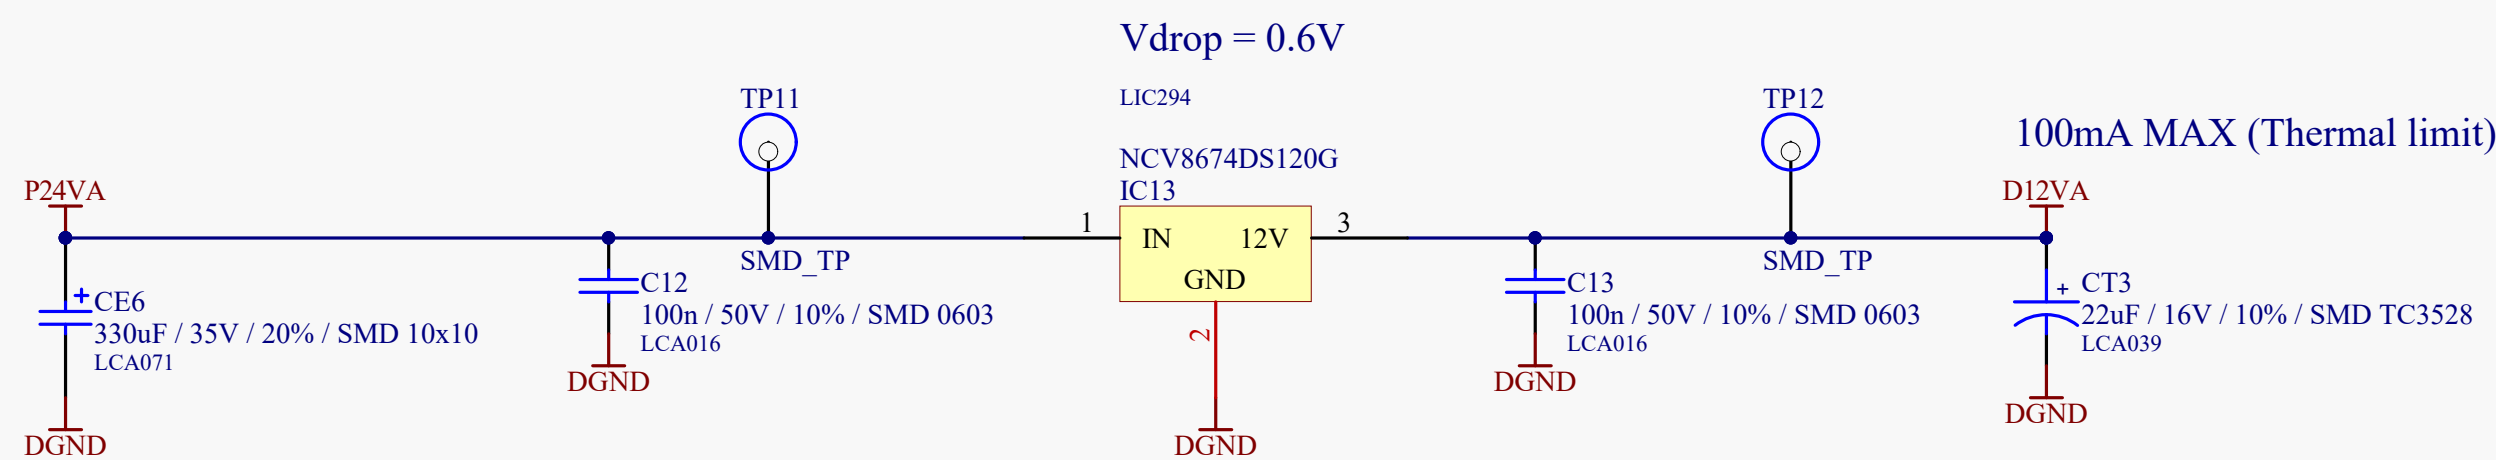 Vdrop = 0.6V
LIC294
TP11
TP12
100mA MAX (Thermal limit)
NCV8674DS120G
IC13
P24VA
D12VA
1
IN
12V
GND
3
2
SMD_TP
SMD_TP
+
CE6
330uF / 35V / 20% / SMD 10x10
LCA071
C12
100n / 50V / 10% / SMD 0603
LCA016
C13
100n / 50V / 10% / SMD 0603
LCA016
+
CT3
22uF / 16V / 10% / SMD TC3528
LCA039
DGND
DGND
DGND
DGND
DGND